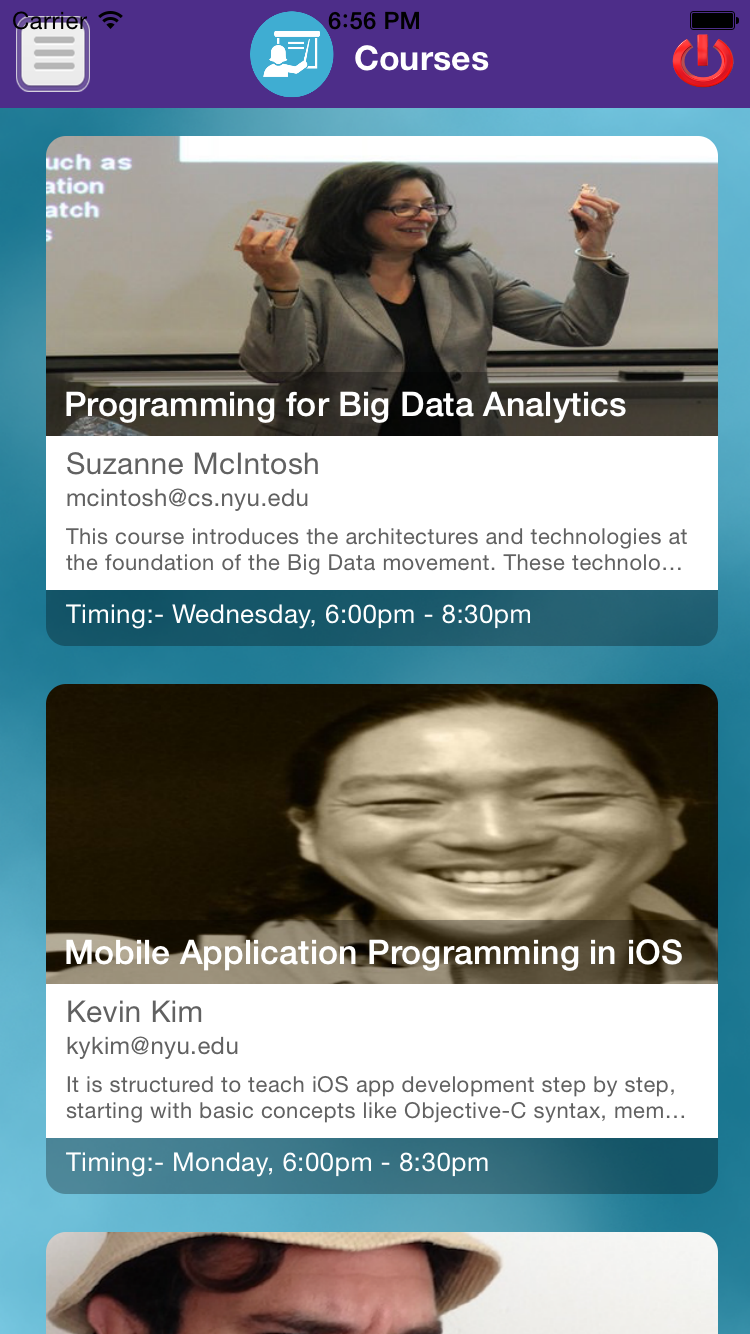 Carrier 6:56 PM
Courses
uch as
ation
atch
s
Programming for Big Data Analytics
Suzanne McIntosh
mcintosh@cs.nyu.edu
This course introduces the architectures and technologies at
the foundation of the Big Data movement. These technolo...
Timing:- Wednesday, 6:00pm - 8:30pm
Mobile Application Programming in iOS
Kevin Kim
kykim@nyu.edu
It is structured to teach iOS app development step by step,
starting with basic concepts like Objective-C syntax, mem...
Timing:- Monday, 6:00pm - 8:30pm